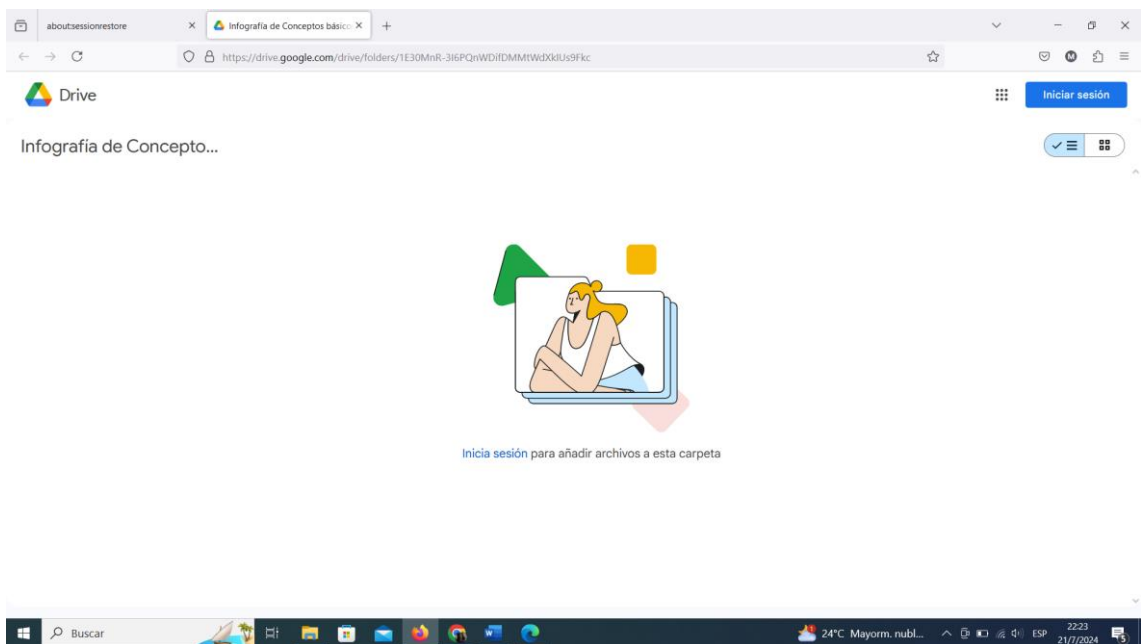 about:sessionrestore
Infografía de Conceptos básico
https://drive.google.com/drive/folders/1E30MnR-3I6PQnWDifDMMtWdXkIUs9Fkc
Drive
Iniciar sesión
Infografía de Concepto...
Inicia sesión para añadir archivos a esta carpeta
Buscar
24°C Mayorm. nubl...
ESP
22:23
21/7/2024